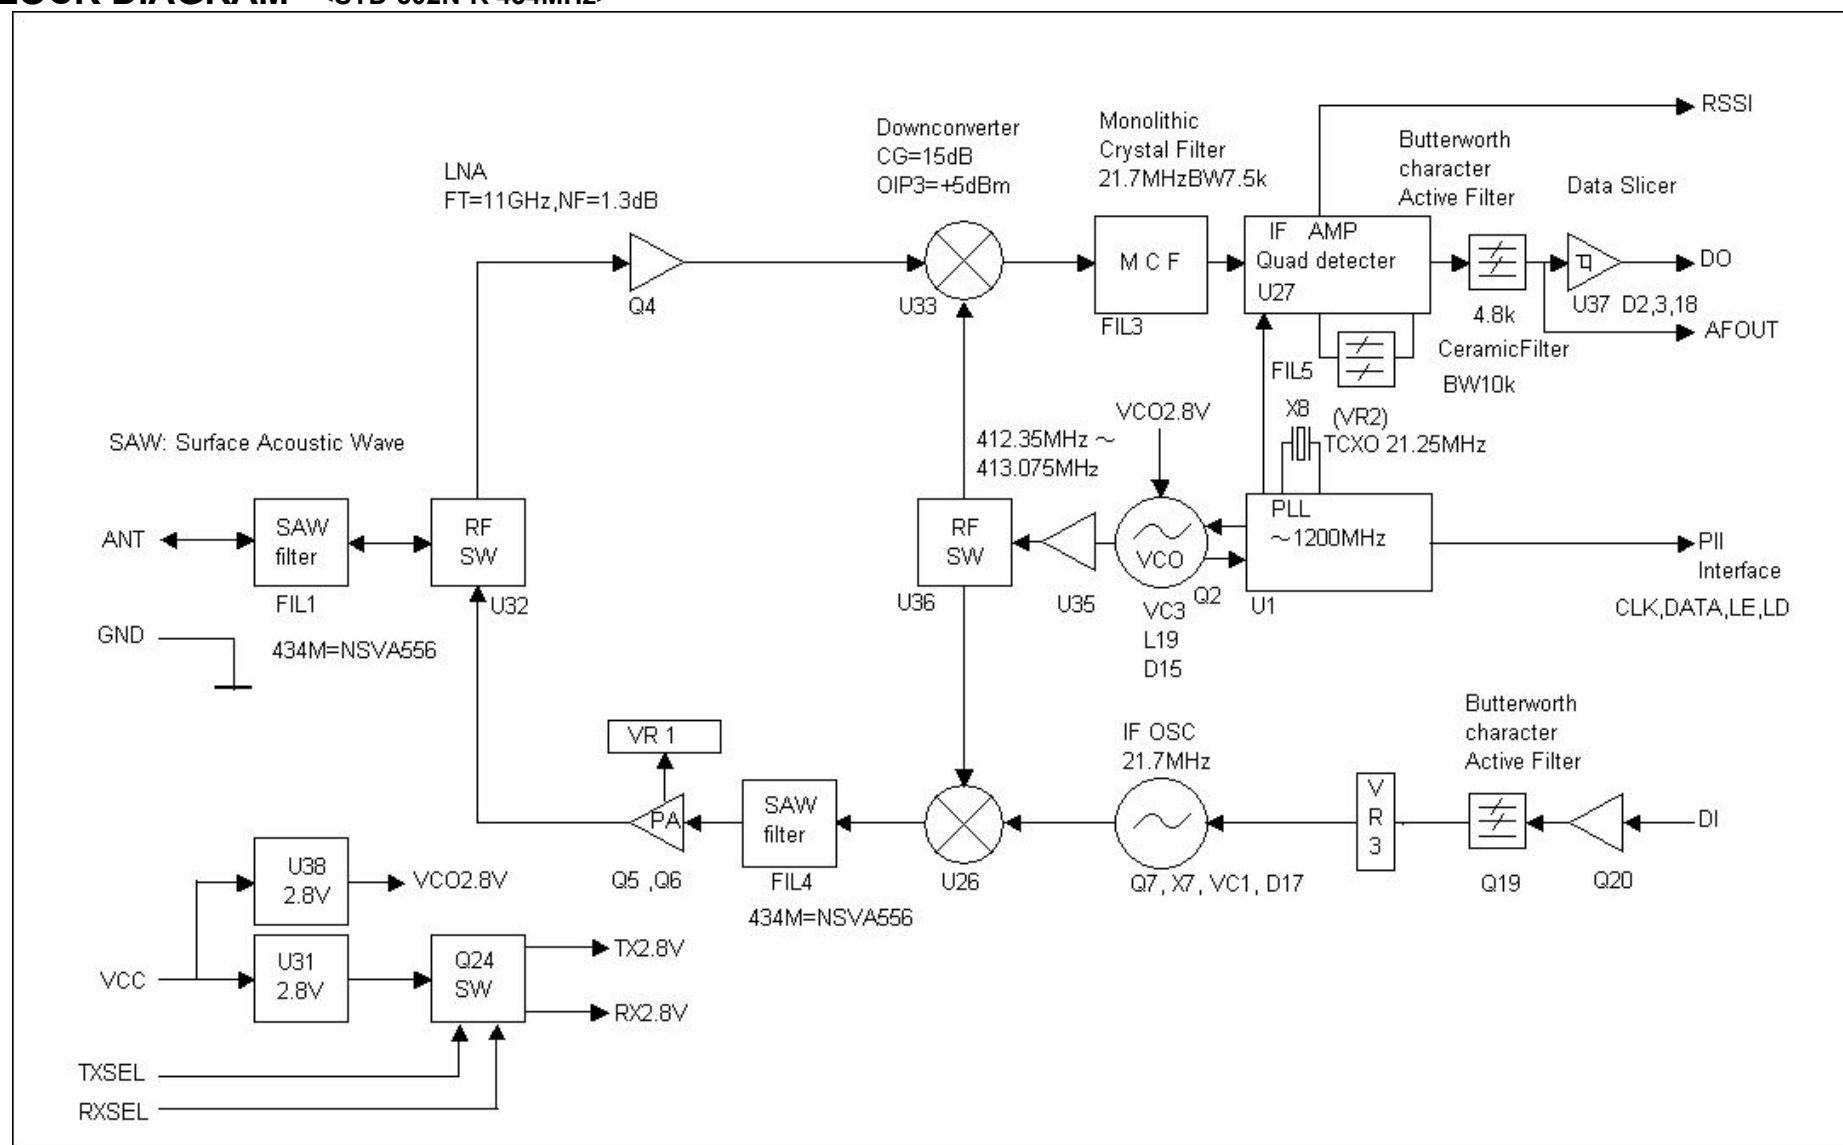 DIAGRAM
LNA
FT=11GHz,NF=1.3dB
Q4
Downconverter
CG=15dB
OIP3=+5dBm
U33
Monolithic
Crystal Filter
21.7MHzBW7.5k
M C F
FIL3
IF AMP
Quad detecter
U27
Butterworth
character
Active Filter
4.8k
Data Slicer
U37 D2,3,18
RSSI
DO
AFOUT
CeramicFilter
BW10k
FIL5
X8
(VR2)
TCXO 21.25MHz
SAW: Surface Acoustic Wave
ANT
SAW
filter
FIL1
434M=NSVA556
RF
SW
U32
GND
412.35MHz ~
413.075MHz
RF
SW
U36
U35
VCO2.8V
VCO
Q2
VC3
L19
D15
PLL
~1200MHz
U1
PII
Interface
CLK,DATA,LE,LD
VR 1
PA
Q5 ,Q6
SAW
filter
FIL4
434M=NSVA556
U26
IF OSC
21.7MHz
Q7, X7, VC1, D17
V
R
3
Butterworth
character
Active Filter
Q19
Q20
DI
U38
2.8V
VCO2.8V
VCC
U31
2.8V
Q24
SW
TX2.8V
RX2.8V
TXSEL
RXSEL